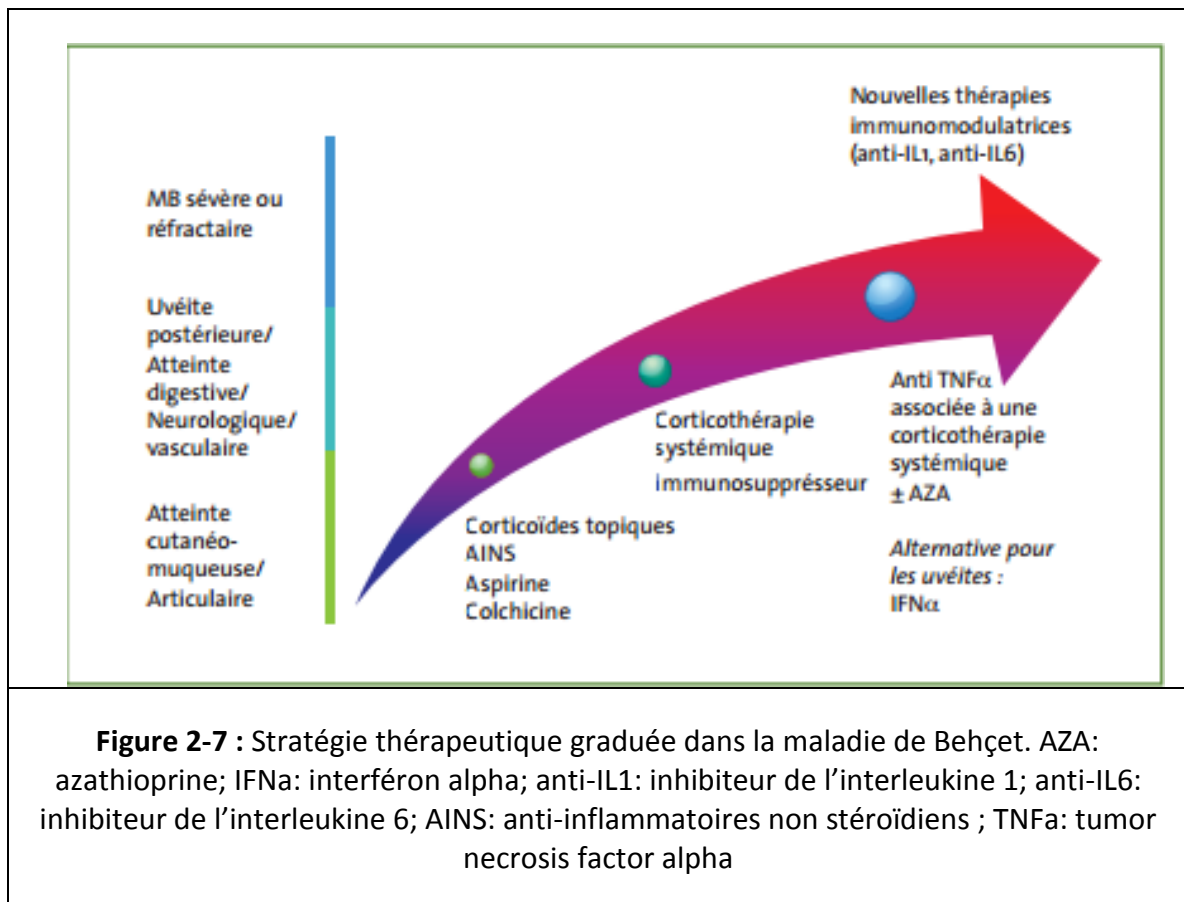 Nouvelles thérapies
immunomodulatrices
(anti-IL1, anti-IL6)
MB sévère ou
réfractaire
Uvéite
postérieure/
Atteinte
digestive/
Neurologique/
vasculaire
Atteinte
cutanéo-
muqueuse/
Articulaire
Corticoïdes topiques
AINS
Aspirine
Colchicine
Corticothérapie
systémique
immunosupprésseur
Anti TNFα
associée à une
corticothérapie
systémique
± AZA
Alternative pour
les uvéites :
IFNα
Figure 2-7 : Stratégie thérapeutique graduée dans la maladie de Behçet. AZA:
azathioprine; IFNa: interféron alpha; anti-IL1: inhibiteur de l’interleukine 1; anti-IL6:
inhibiteur de l’interleukine 6; AINS: anti-inflammatoires non stéroïdiens ; TNFa: tumor
necrosis factor alpha